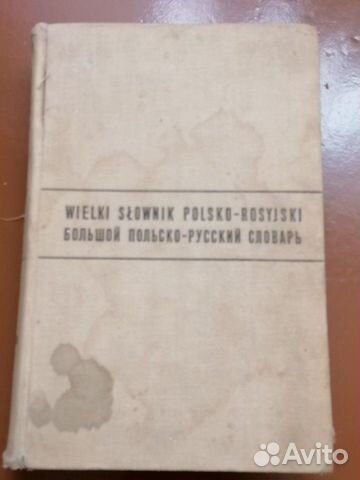 WIELKI SŁOWNIK POLSKO-ROSYJSKI
БОЛЬШОЙ ПОЛЬСКО-РУССКИЙ СЛОВАРЬ
Avito